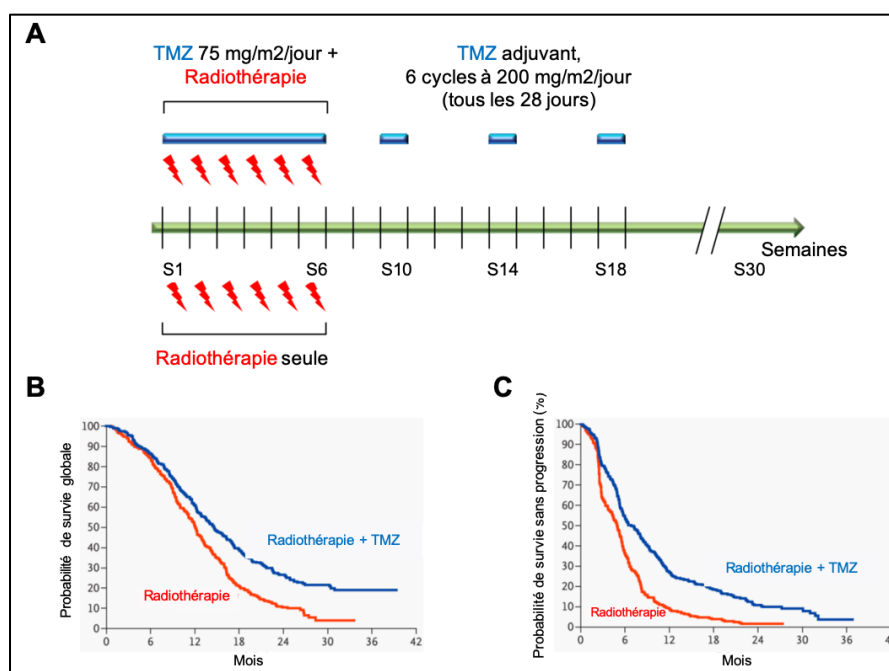 A
TMZ 75 mg/m2/jour +
Radiothérapie
TMZ adjuvant,
6 cycles à 200 mg/m2/jour
(tous les 28 jours)
Semaines
S1 S6 S10 S14 S18 S30
Radiothérapie seule
B
Probabilité de survie globale
100
90
80
70
60
50
40
30
20
10
0
Radiothérapie + TMZ
Radiothérapie
0 6 12 18 24 30 36 42
Mois
C
Probabilité de survie sans progression (%)
100
90
80
70
60
50
40
30
20
10
0
Radiothérapie + TMZ
Radiothérapie
0 6 12 18 24 30 36 42
Mois